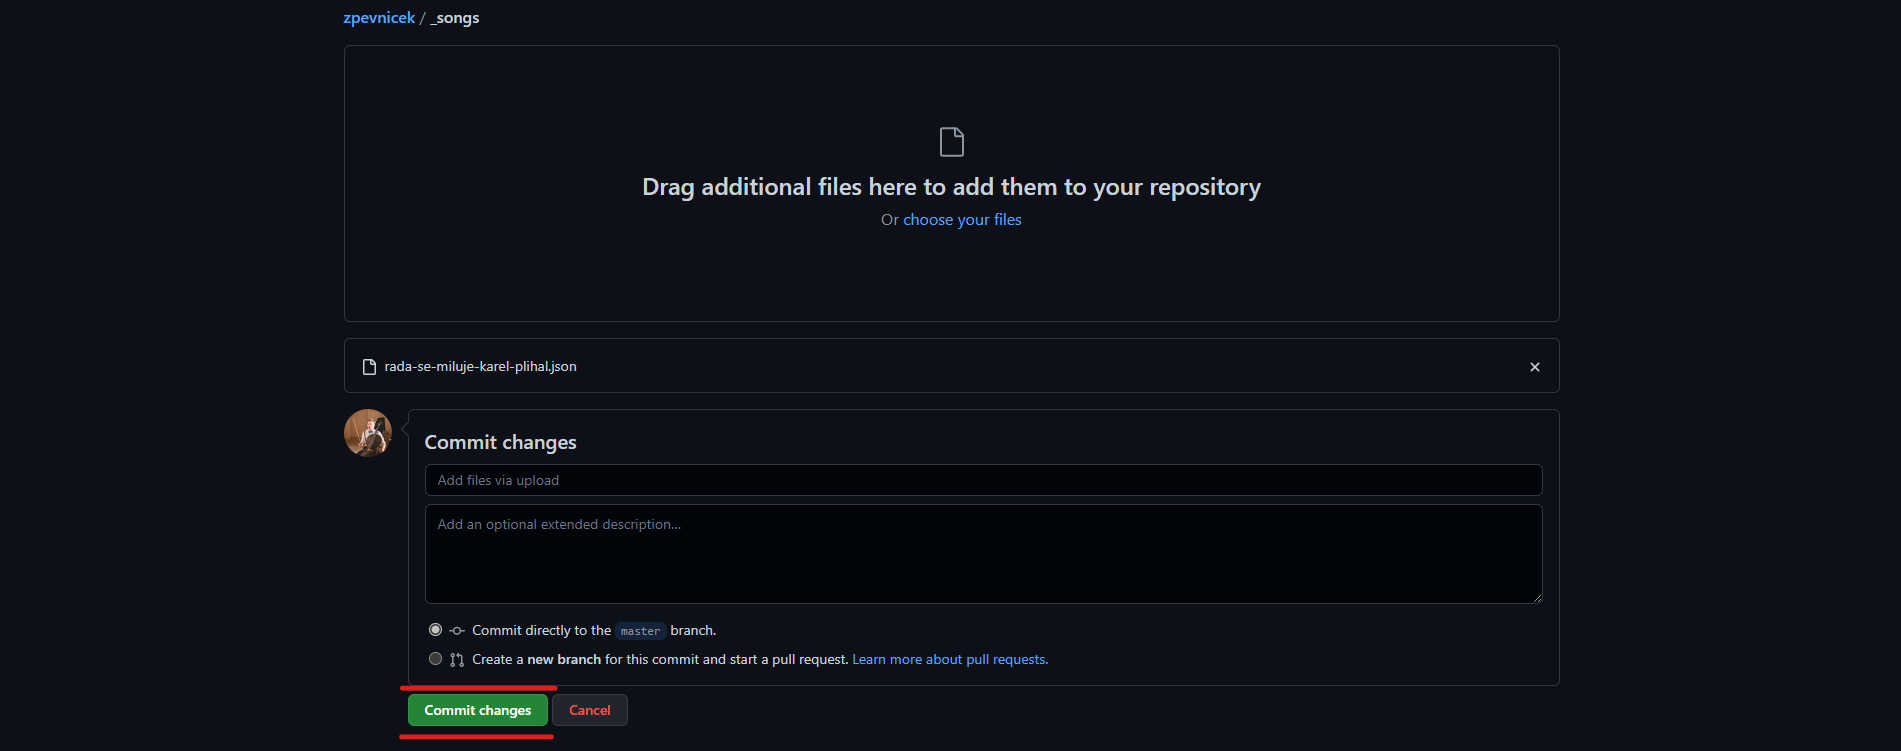 zpevnicek / _songs
Drag additional files here to add them to your repository
Or choose your files
rada-se-miluje-karel-plihal.json
Commit changes
Add files via upload
Add an optional extended description...
Commit directly to the master branch.
Create a new branch for this commit and start a pull request. Learn more about pull requests.
Commit changes Cancel